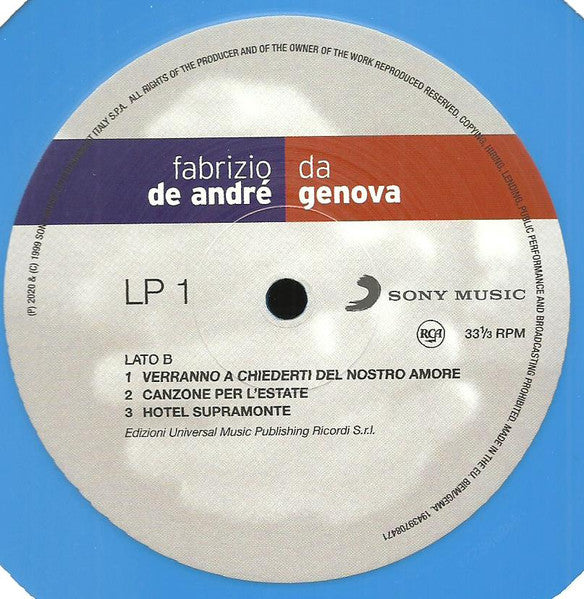 (P) 2020 & (C) 1999 SONY ITALY S.P.A. ALL RIGHTS OF THE PRODUCER AND OF THE OWNER OF THE WORK REPRODUCED RESERVED. COPYING, HIRING, LENDING, PUBLIC PERFORMANCE AND BROADCASTING PROHIBITED. MADE IN THE EU. BIEM/GEMA. 19439708471
fabrizio da
de andré genova
LP 1
SONY MUSIC
RCA 33⅓ RPM
LATO B
1 VERRANNO A CHIEDERTI DEL NOSTRO AMORE
2 CANZONE PER L'ESTATE
3 HOTEL SUPRAMONTE
Edizioni Universal Music Publishing Ricordi S.r.l.